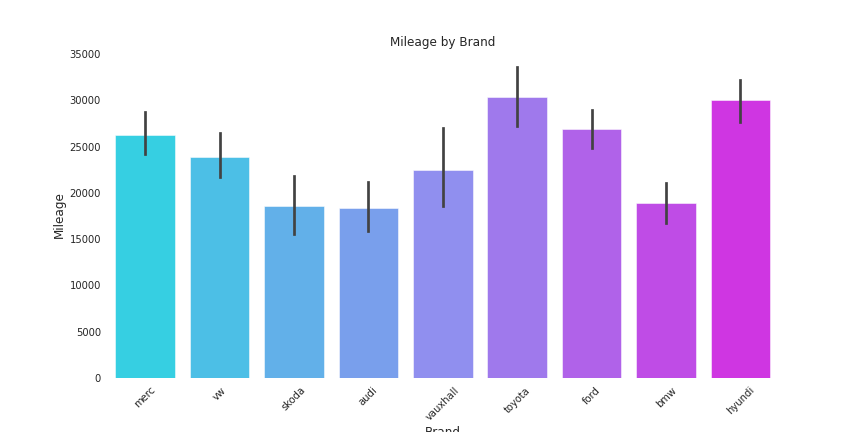 Mileage by Brand
35000
30000
25000
20000
15000
10000
5000
0
Mileage
merc
vw
skoda
audi
vauxhall
toyota
ford
bmw
hyundi
Brand